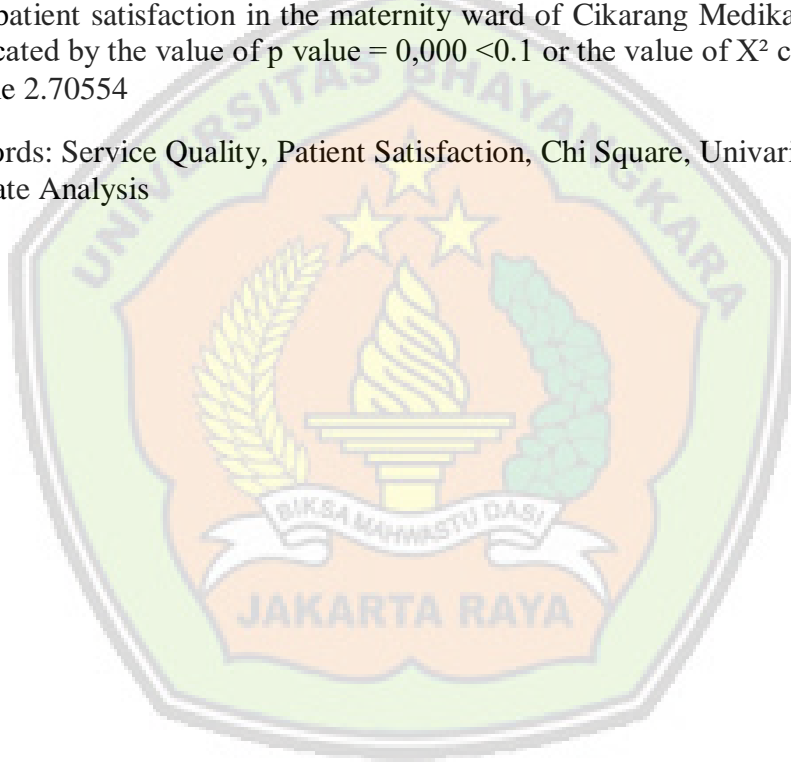 patient satisfaction in the maternity ward of Cikarang Medika
cated by the value of p value = 0,000 <0.1 or the value of X² c
e 2.70554
ords: Service Quality, Patient Satisfaction, Chi Square, Univari
ate Analysis
UNIVERSITAS BHAYANGKARA
BIKSA MAHWASTU DASI
JAKARTA RAYA